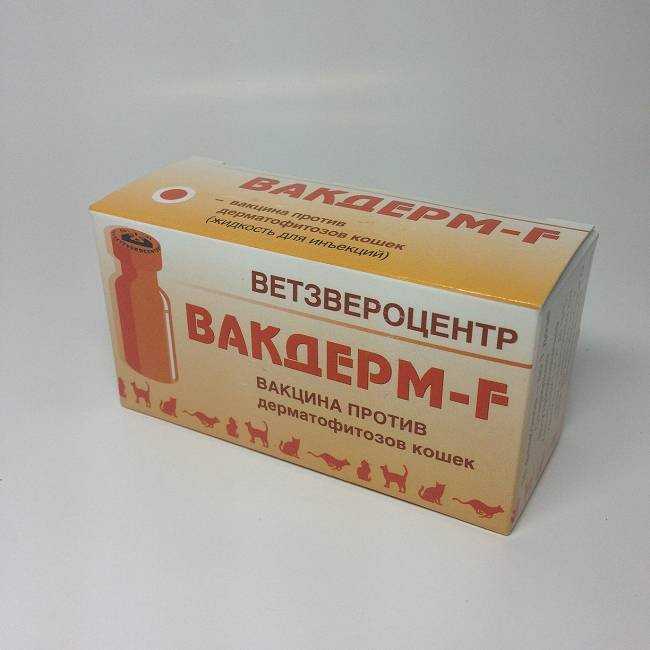 ВАКДЕРМ-F
– вакцина против
дерматофитозов кошек
(жидкость для инъекций)
ВЕТЗВЕРОЦЕНТР
ВАКДЕРМ-F
ВАКЦИНА ПРОТИВ
дерматофитозов кошек